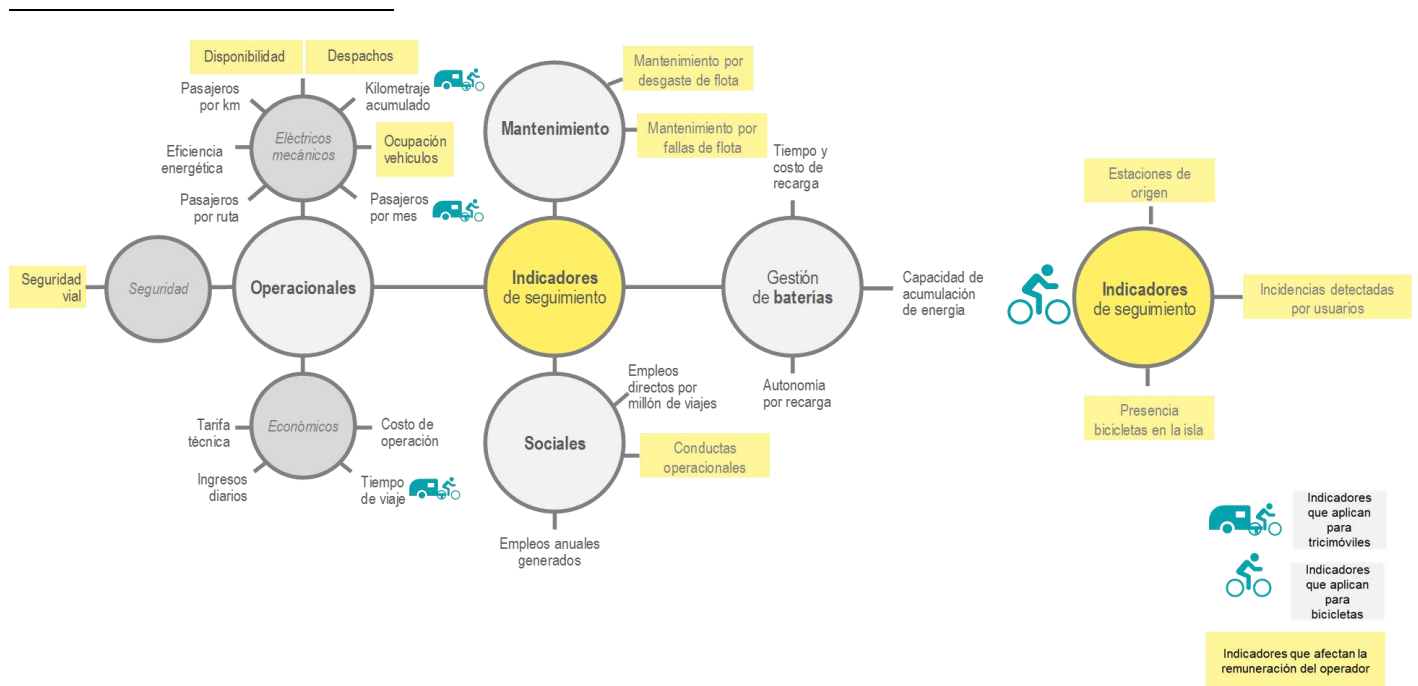 Disponibilidad
Despachos
Pasajeros
por km
Kilometraje
acumulado
Eléctricos
mecánicos
Eficiencia
energética
Ocupación
vehículos
Pasajeros
por ruta
Pasajeros
por mes
Mantenimiento
Mantenimiento por
desgaste de flota
Mantenimiento por
fallas de flota
Seguridad
vial
Seguridad
Operacionales
Indicadores
de seguimiento
Tiempo y
costo de
recarga
Gestión
de baterías
Capacidad de
acumulación
de energía
Autonomía
por recarga
Económicos
Tarifa
técnica
Costo de
operación
Ingresos
diarios
Tiempo
de viaje
Sociales
Empleos
directos por
millón de viajes
Conductas
operacionales
Empleos anuales
generados
Estaciones de
origen
Indicadores
de seguimiento
Incidencias detectadas
por usuarios
Presencia
bicicletas en la isla
Indicadores
que aplican
para
tricimóviles
Indicadores
que aplican
para
bicicletas
Indicadores que afectan la
remuneración del operador